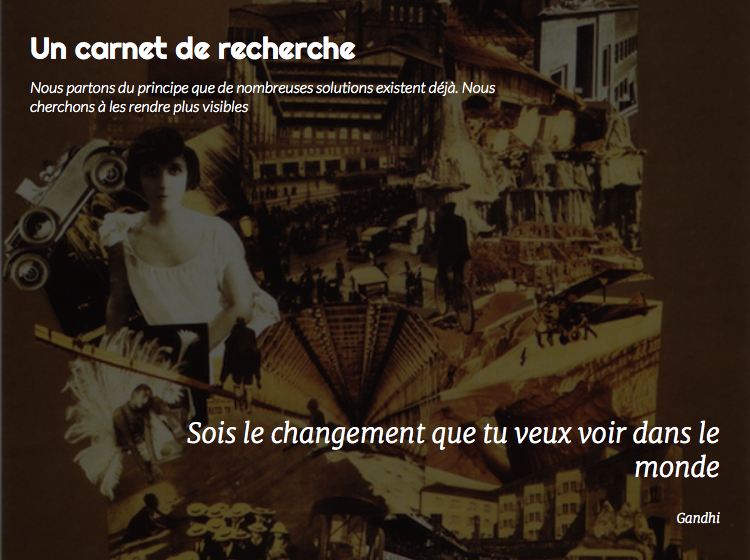 Un carnet de recherche
Nous partons du principe que de nombreuses solutions existent déjà. Nous
cherchons à les rendre plus visibles
Sois le changement que tu veux voir dans le
monde
Gandhi